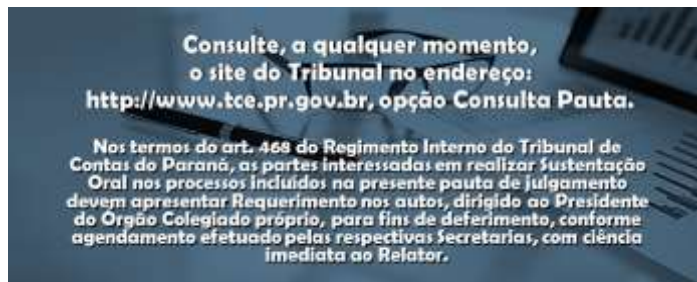 Consulte, a qualquer momento,
o site do Tribunal no endereço:
http://www.tce.pr.gov.br, opção Consulta Pauta.
Nos termos do art. 468 do Regimento Interno do Tribunal de
Contas do Paraná, as partes interessadas em realizar Sustentação
Oral nos processos incluídos na presente pauta de julgamento
devem apresentar Requerimento nos autos, dirigido ao Presidente
do Órgão Colegiado próprio, para fins de deferimento, conforme
agendamento efetuado pelas respectivas Secretarias, com ciência
imediata ao Relator.